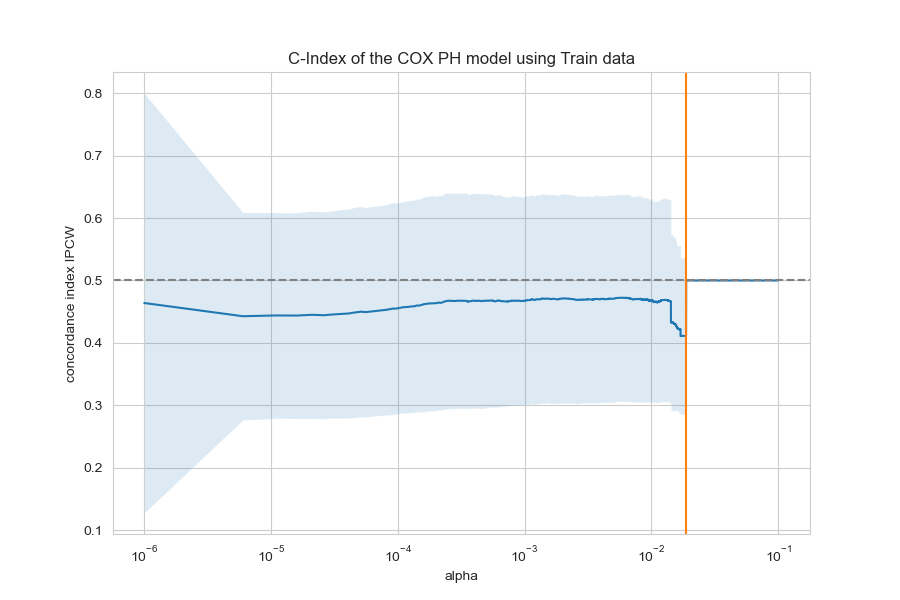 C-Index of the COX PH model using Train data
concordance index IPCW
0.8
0.7
0.6
0.5
0.4
0.3
0.2
0.1
10⁻⁶ 10⁻⁵ 10⁻⁴ 10⁻³ 10⁻² 10⁻¹
alpha